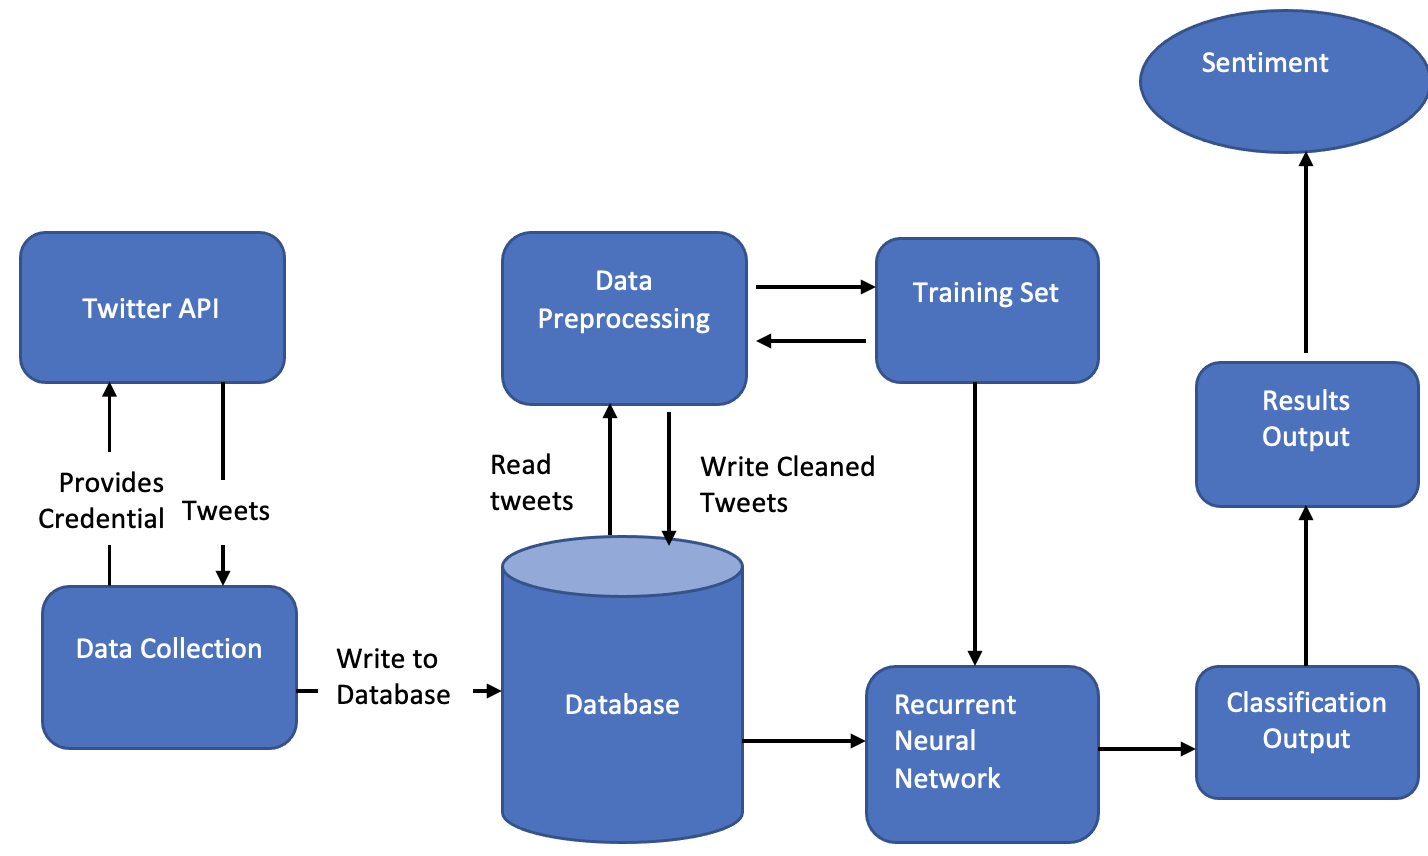 Sentiment
Twitter API
Data
Preprocessing
Training Set
Provides
Credential
Tweets
Read
tweets
Write Cleaned
Tweets
Results
Output
Data Collection
Write to
Database
Database
Recurrent
Neural
Network
Classification
Output